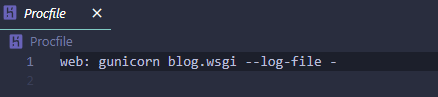 Procfile ×
Procfile
1 web: gunicorn blog.wsgi --log-file -
2